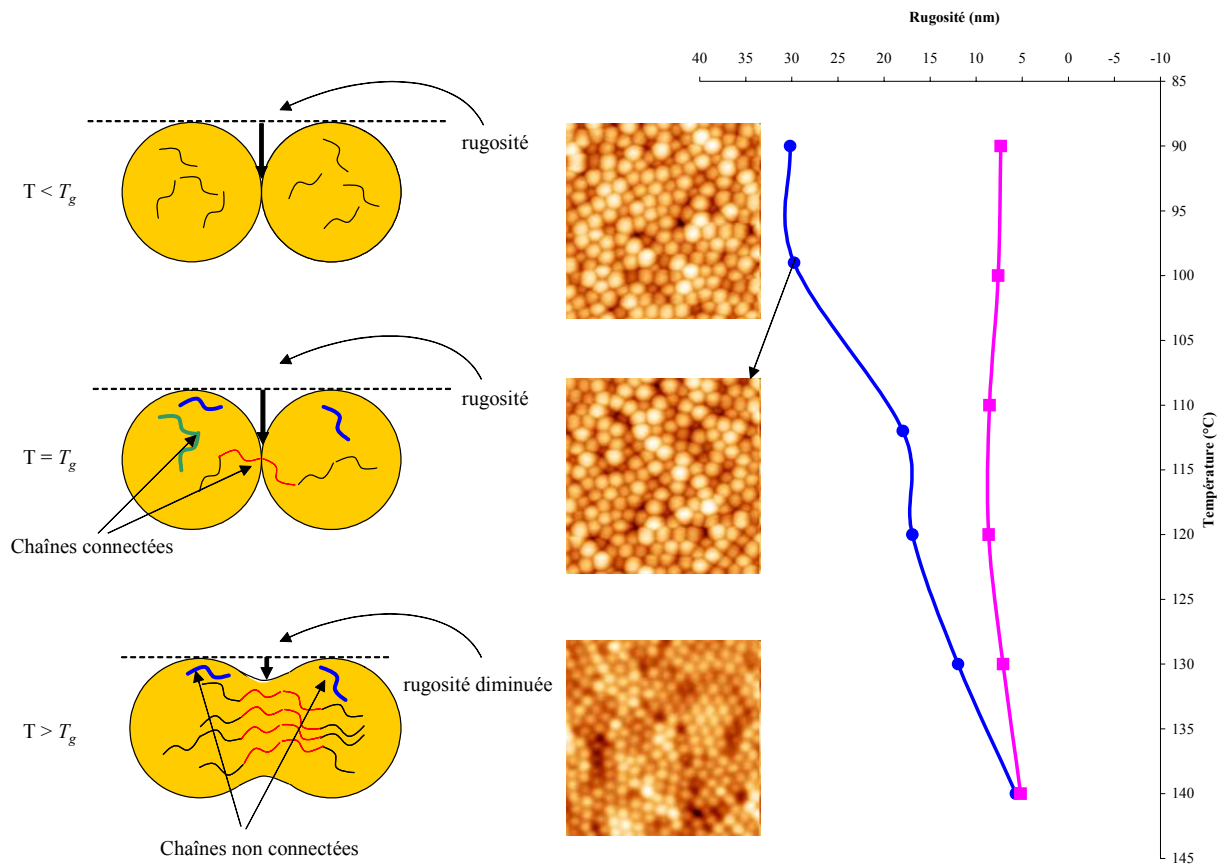 Rugosité (nm)
40 35 30 25 20 15 10 5 0 -5 -10
85
90
95
100
105
110
115
120
125
130
135
140
145
Température (°C)
rugosité
T < Tg
rugosité
T = Tg
Chaînes connectées
rugosité diminuée
T > Tg
Chaînes non connectées